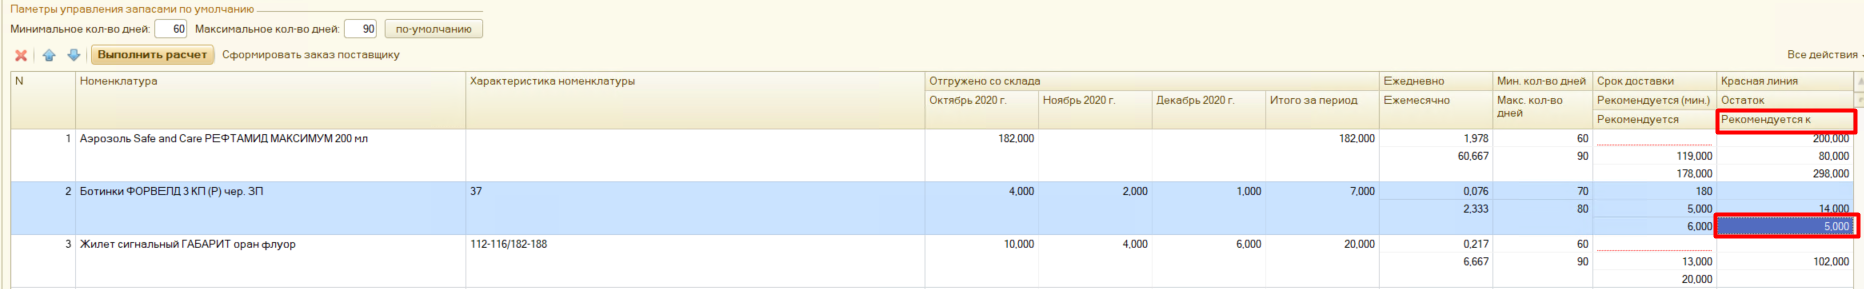 Паметры управления запасами по умолчанию
Минимальное кол-во дней: 60 Максимальное кол-во дней: 90 по-умолчанию
Выполнить расчет Сформировать заказ поставщику Все действия
N Номенклатура Характеристика номенклатуры Отгружено со склада Ежедневно Мин. кол-во дней Срок доставки Красная линия
Октябрь 2020 г. Ноябрь 2020 г. Декабрь 2020 г. Итого за период Ежемесячно Макс. кол-во дней Рекомендуется (мин.) Остаток
Рекомендуется Рекомендуется к
1 Аэрозоль Safe and Care РЕФТАМИД МАКСИМУМ 200 мл 182,000 182,000 1,978 60 200,000
60,667 90 119,000 80,000
178,000 298,000
2 Ботинки ФОРВЕЛД 3 КП (Р) чер. ЗП 37 4,000 2,000 1,000 7,000 0,076 70 180
2,333 80 5,000 14,000
6,000 5,000
3 Жилет сигнальный ГАБАРИТ оран флуор 112-116/182-188 10,000 4,000 6,000 20,000 0,217 60
6,667 90 13,000 102,000
20,000